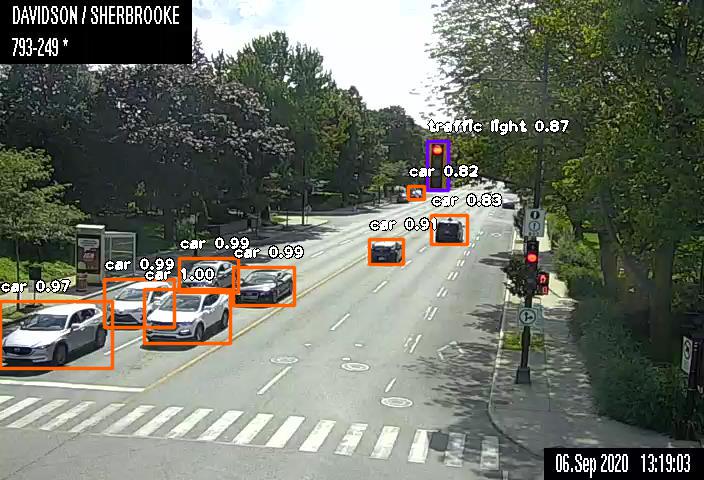 DAVIDSON / SHERBROOKE
793-249 *
traffic light 0.87
car 0.82
car 0.83
car 0.91
car 0.99
car 0.99
car 0.99
car 1.00
car 0.97
06.Sep 2020 13:19:03